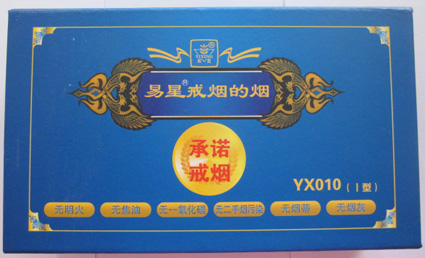 易星®戒烟的烟
承诺
戒烟
YX010（I型）
无明火 无焦油 无一氧化碳 无二手烟污染 无烟蒂 无烟灰